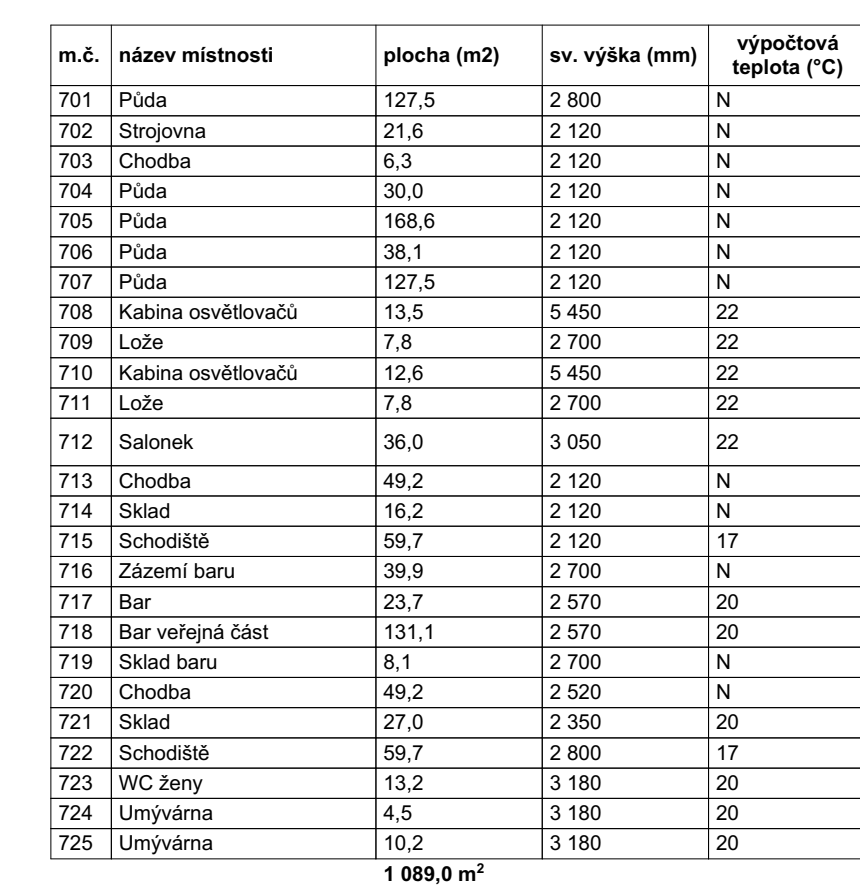 m.č. název místnosti plocha (m2) sv. výška (mm) výpočtová teplota (°C)
701 Půda 127,5 2 800 N
702 Strojovna 21,6 2 120 N
703 Chodba 6,3 2 120 N
704 Půda 30,0 2 120 N
705 Půda 168,6 2 120 N
706 Půda 38,1 2 120 N
707 Půda 127,5 2 120 N
708 Kabina osvětlovačů 13,5 5 450 22
709 Lože 7,8 2 700 22
710 Kabina osvětlovačů 12,6 5 450 22
711 Lože 7,8 2 700 22
712 Salonek 36,0 3 050 22
713 Chodba 49,2 2 120 N
714 Sklad 16,2 2 120 N
715 Schodiště 59,7 2 120 17
716 Zázemí baru 39,9 2 700 N
717 Bar 23,7 2 570 20
718 Bar veřejná část 131,1 2 570 20
719 Sklad baru 8,1 2 700 N
720 Chodba 49,2 2 520 N
721 Sklad 27,0 2 350 20
722 Schodiště 59,7 2 800 17
723 WC ženy 13,2 3 180 20
724 Umývárna 4,5 3 180 20
725 Umývárna 10,2 3 180 20
1 089,0 m²